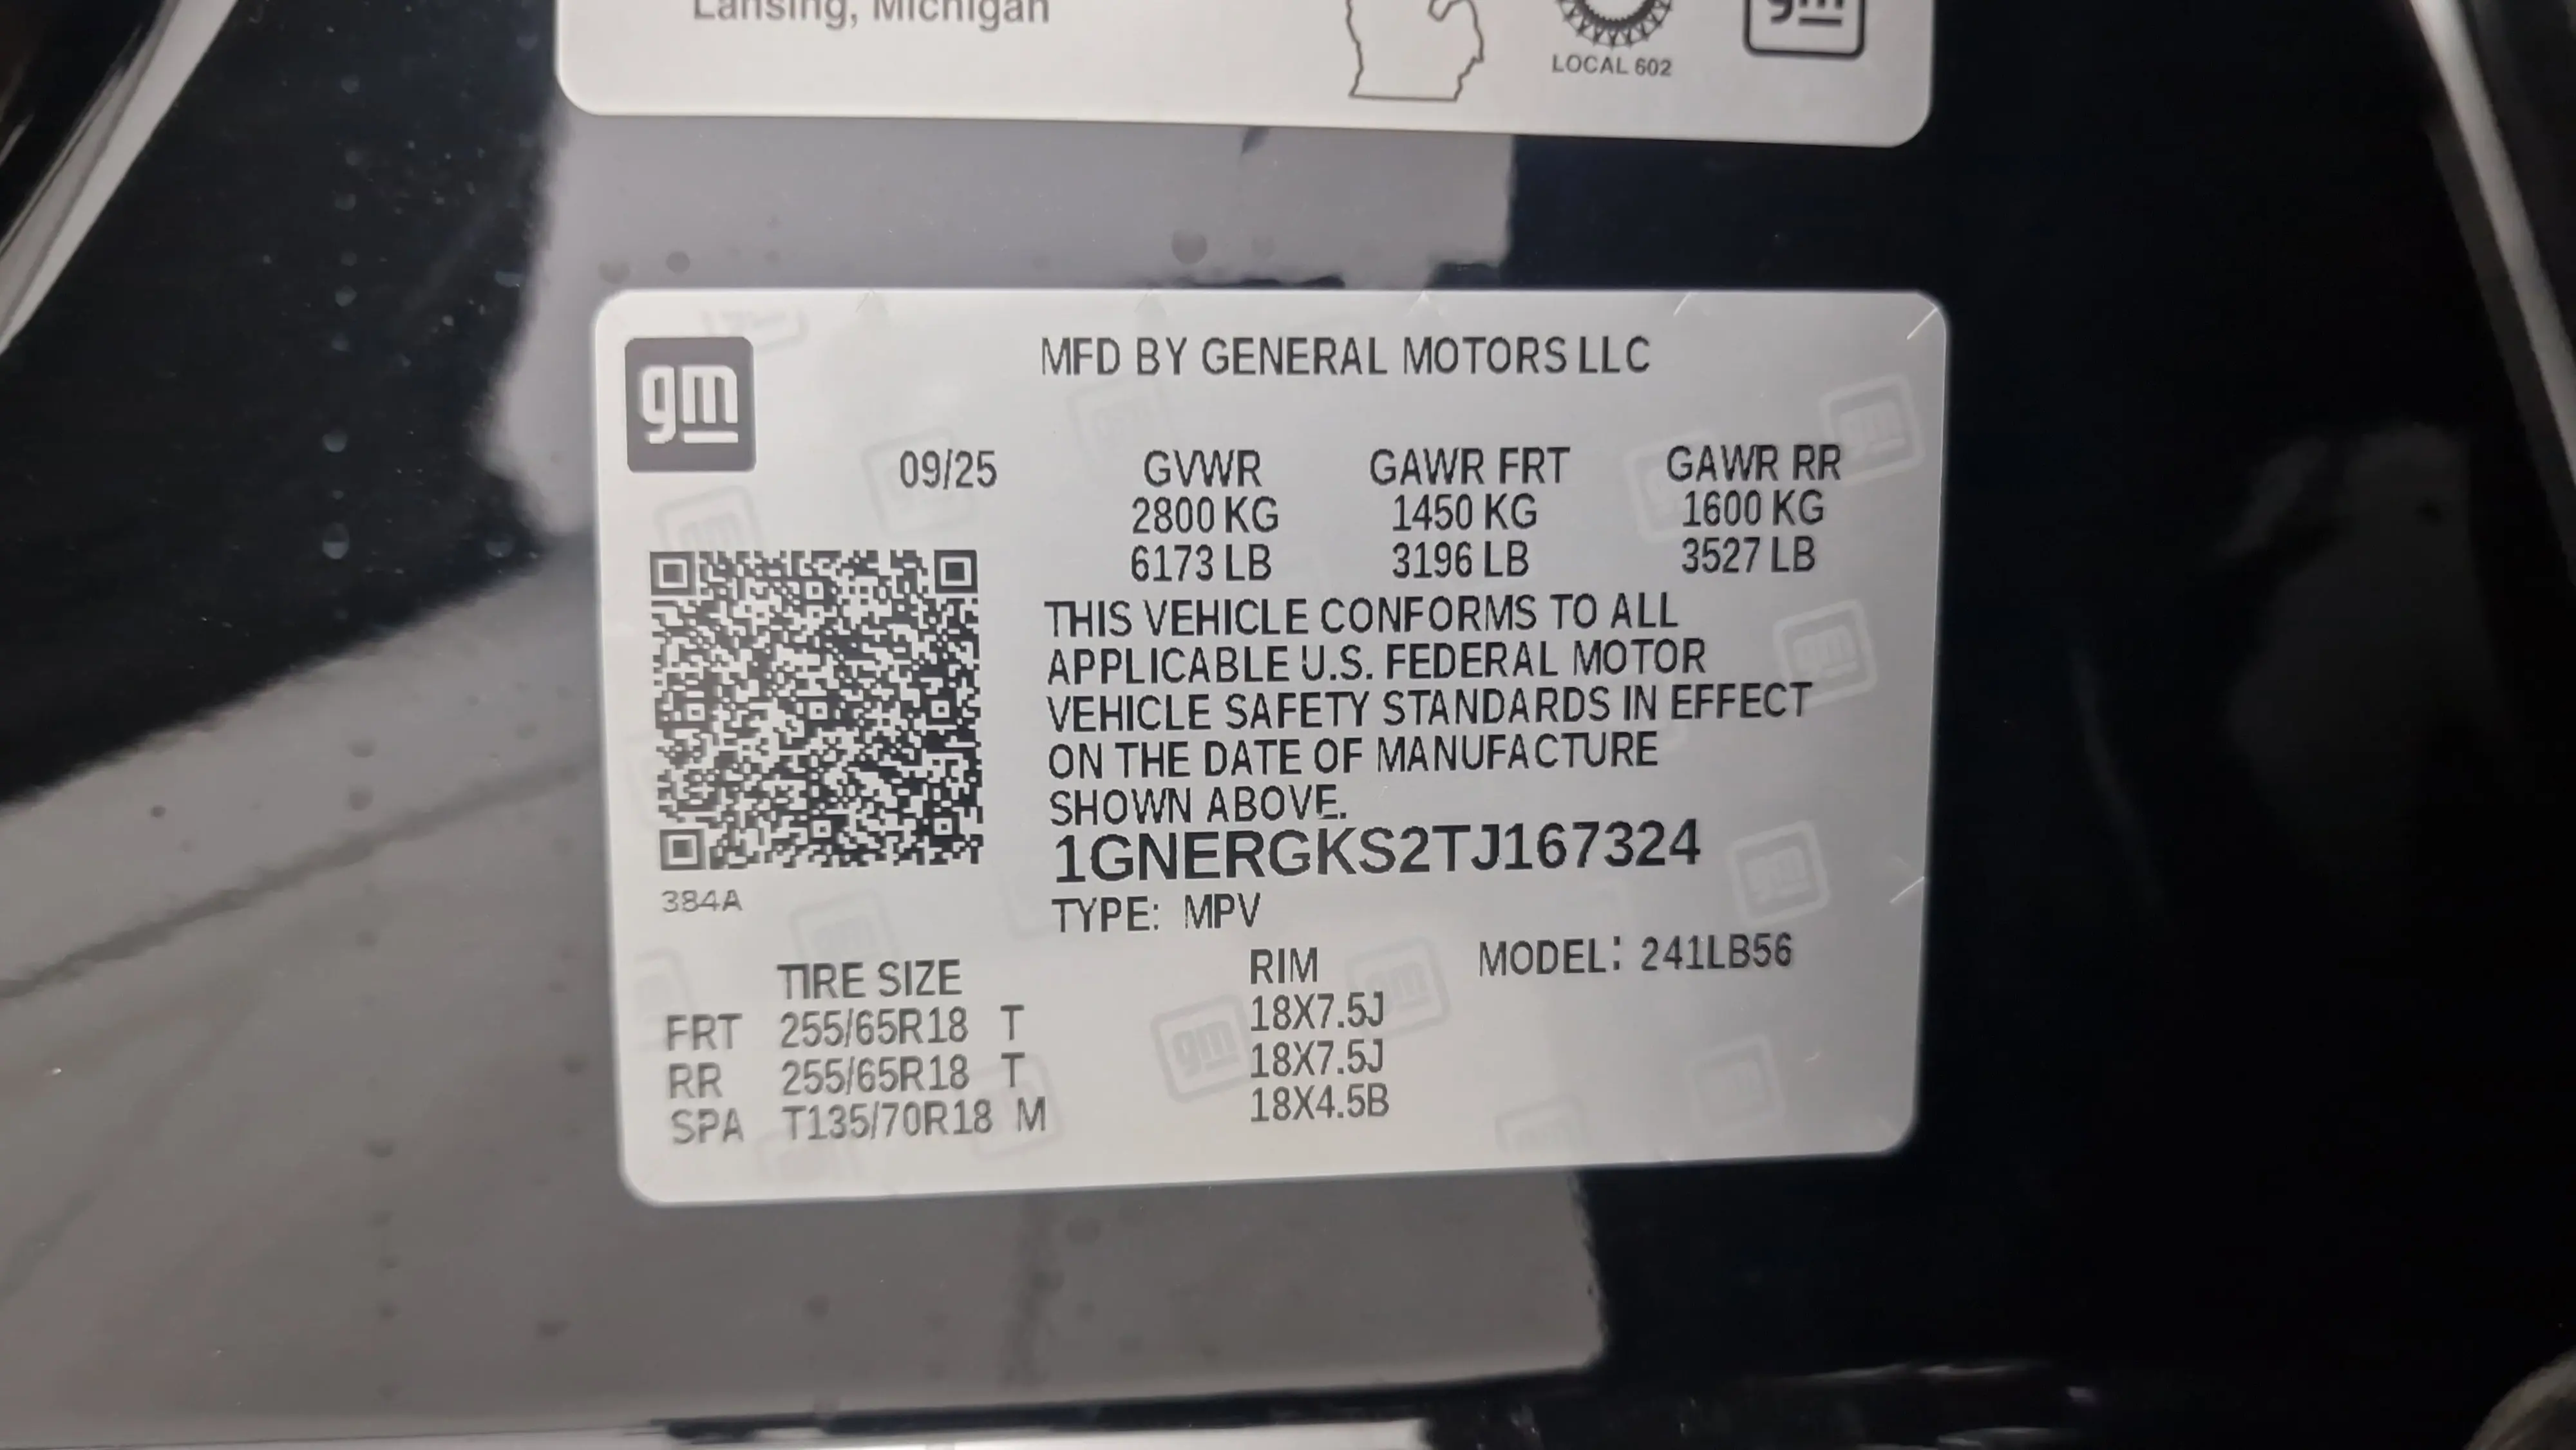 Lansing, Michigan
LOCAL 602
gm
gm
MFD BY GENERAL MOTORS LLC
09/25 GVWR GAWR FRT GAWR RR
2800 KG 1450 KG 1600 KG
6173 LB 3196 LB 3527 LB
THIS VEHICLE CONFORMS TO ALL
APPLICABLE U.S. FEDERAL MOTOR
VEHICLE SAFETY STANDARDS IN EFFECT
ON THE DATE OF MANUFACTURE
SHOWN ABOVE.
1GNERGKS2TJ167324
384A
TYPE: MPV
TIRE SIZE RIM MODEL: 241LB56
FRT 255/65R18 T 18X7.5J
RR 255/65R18 T 18X7.5J
SPA T135/70R18 M 18X4.5B